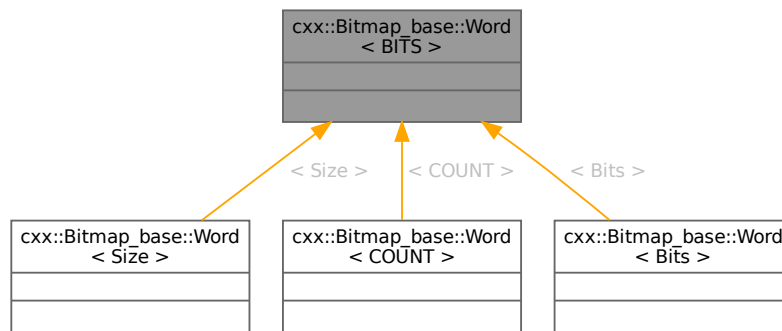 cxx::Bitmap_base::Word
< BITS >
< Size >
< COUNT >
< Bits >
cxx::Bitmap_base::Word
< Size >
cxx::Bitmap_base::Word
< COUNT >
cxx::Bitmap_base::Word
< Bits >